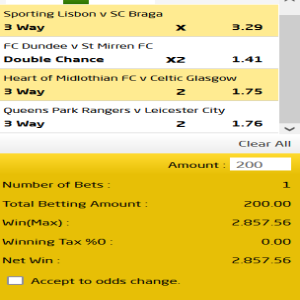 Sporting Lisbon v SC Braga
3 Way X 3.29
FC Dundee v St Mirren FC
Double Chance X2 1.41
Heart of Midlothian FC v Celtic Glasgow
3 Way 2 1.75
Queens Park Rangers v Leicester City
3 Way 2 1.76
Clear All
Amount : 200
Number of Bets : 1
Total Betting Amount : 200.00
Win(Max) : 2.857.56
Winning Tax %0 : 0.00
Net Win : 2.857.56
Accept to odds change.